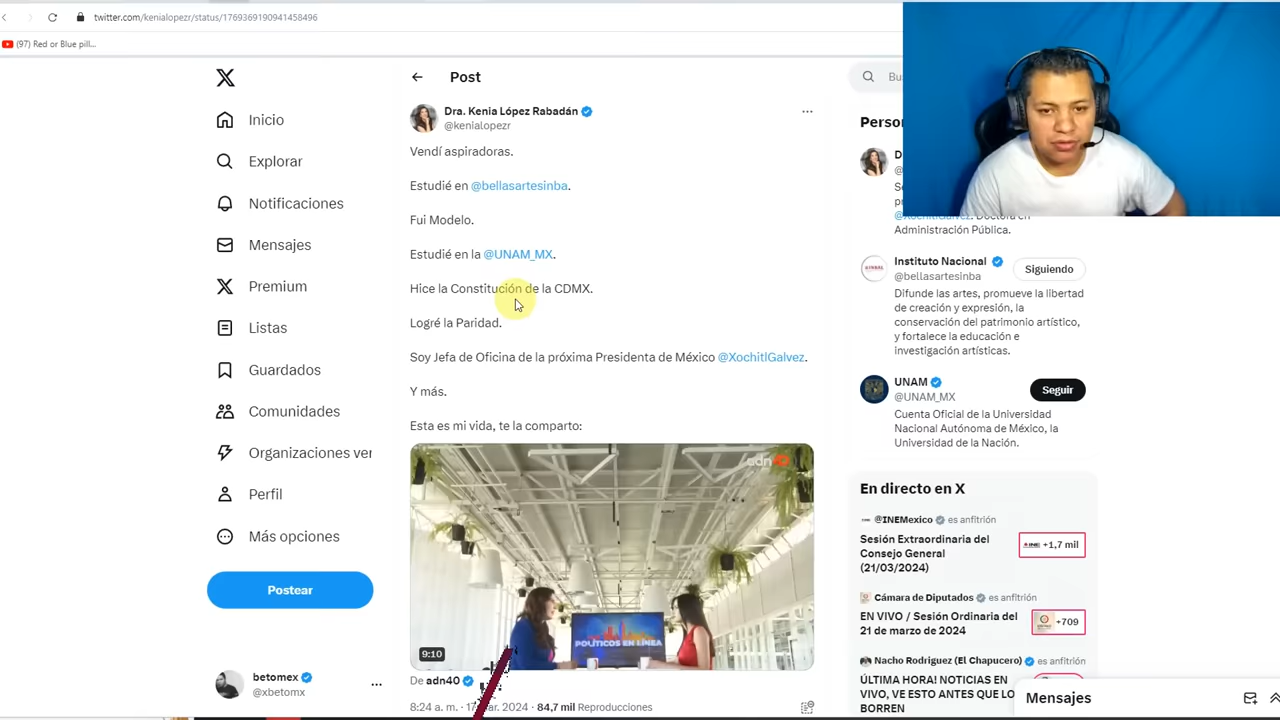 twitter.com/kenialopezr/status/1769369190941458496
(97) Red or Blue pill...
Inicio
Explorar
Notificaciones
Mensajes
Premium
Listas
Guardados
Comunidades
Organizaciones ver
Perfil
Más opciones
Postear
betomex
@xbetomx
Post
Dra. Kenia López Rabadán
@kenialopezr
Vendí aspiradoras.
Estudié en @bellasartesinba.
Fui Modelo.
Estudié en la @UNAM_MX.
Hice la Constitución de la CDMX.
Logré la Paridad.
Soy Jefa de Oficina de la próxima Presidenta de México @XochitlGalvez.
Y más.
Esta es mi vida, te la comparto:
adn40
POLÍTICOS EN LÍNEA
9:10
De adn40
8:24 a. m. · 17 mar. 2024 · 84,7 mil Reproducciones
Bus
Perso
D
@
Se
pr
@XochitlGalvez. Doctora en
Administración Pública.
Instituto Nacional
@bellasartesinba
Siguiendo
Difunde las artes, promueve la libertad
de creación y expresión, la
conservación del patrimonio artístico,
y fortalece la educación e
investigación artísticas.
UNAM
@UNAM_MX
Seguir
Cuenta Oficial de la Universidad
Nacional Autónoma de México, la
Universidad de la Nación.
En directo en X
@INEMexico es anfitrión
Sesión Extraordinaria del
Consejo General
(21/03/2024)
+1,7 mil
Cámara de Diputados es anfitrión
EN VIVO / Sesión Ordinaria del
21 de marzo de 2024
+709
Nacho Rodriguez (El Chapucero) es anfitrión
ÚLTIMA HORA! NOTICIAS EN
VIVO, VE ESTO ANTES QUE LO
BORREN
Mensajes